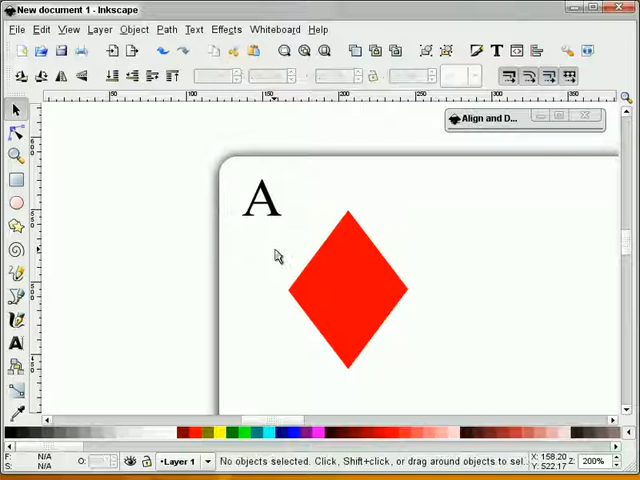 New document 1 - Inkscape
File Edit View Layer Object Path Text Effects Whiteboard Help
50 100 150 200 250 300
Align and D...
A
F: N/A
S: N/A
O:
•Layer 1
No objects selected. Click, Shift+click, or drag around objects to sel...
X: 158.20
Y: 522.17
Z: 200%